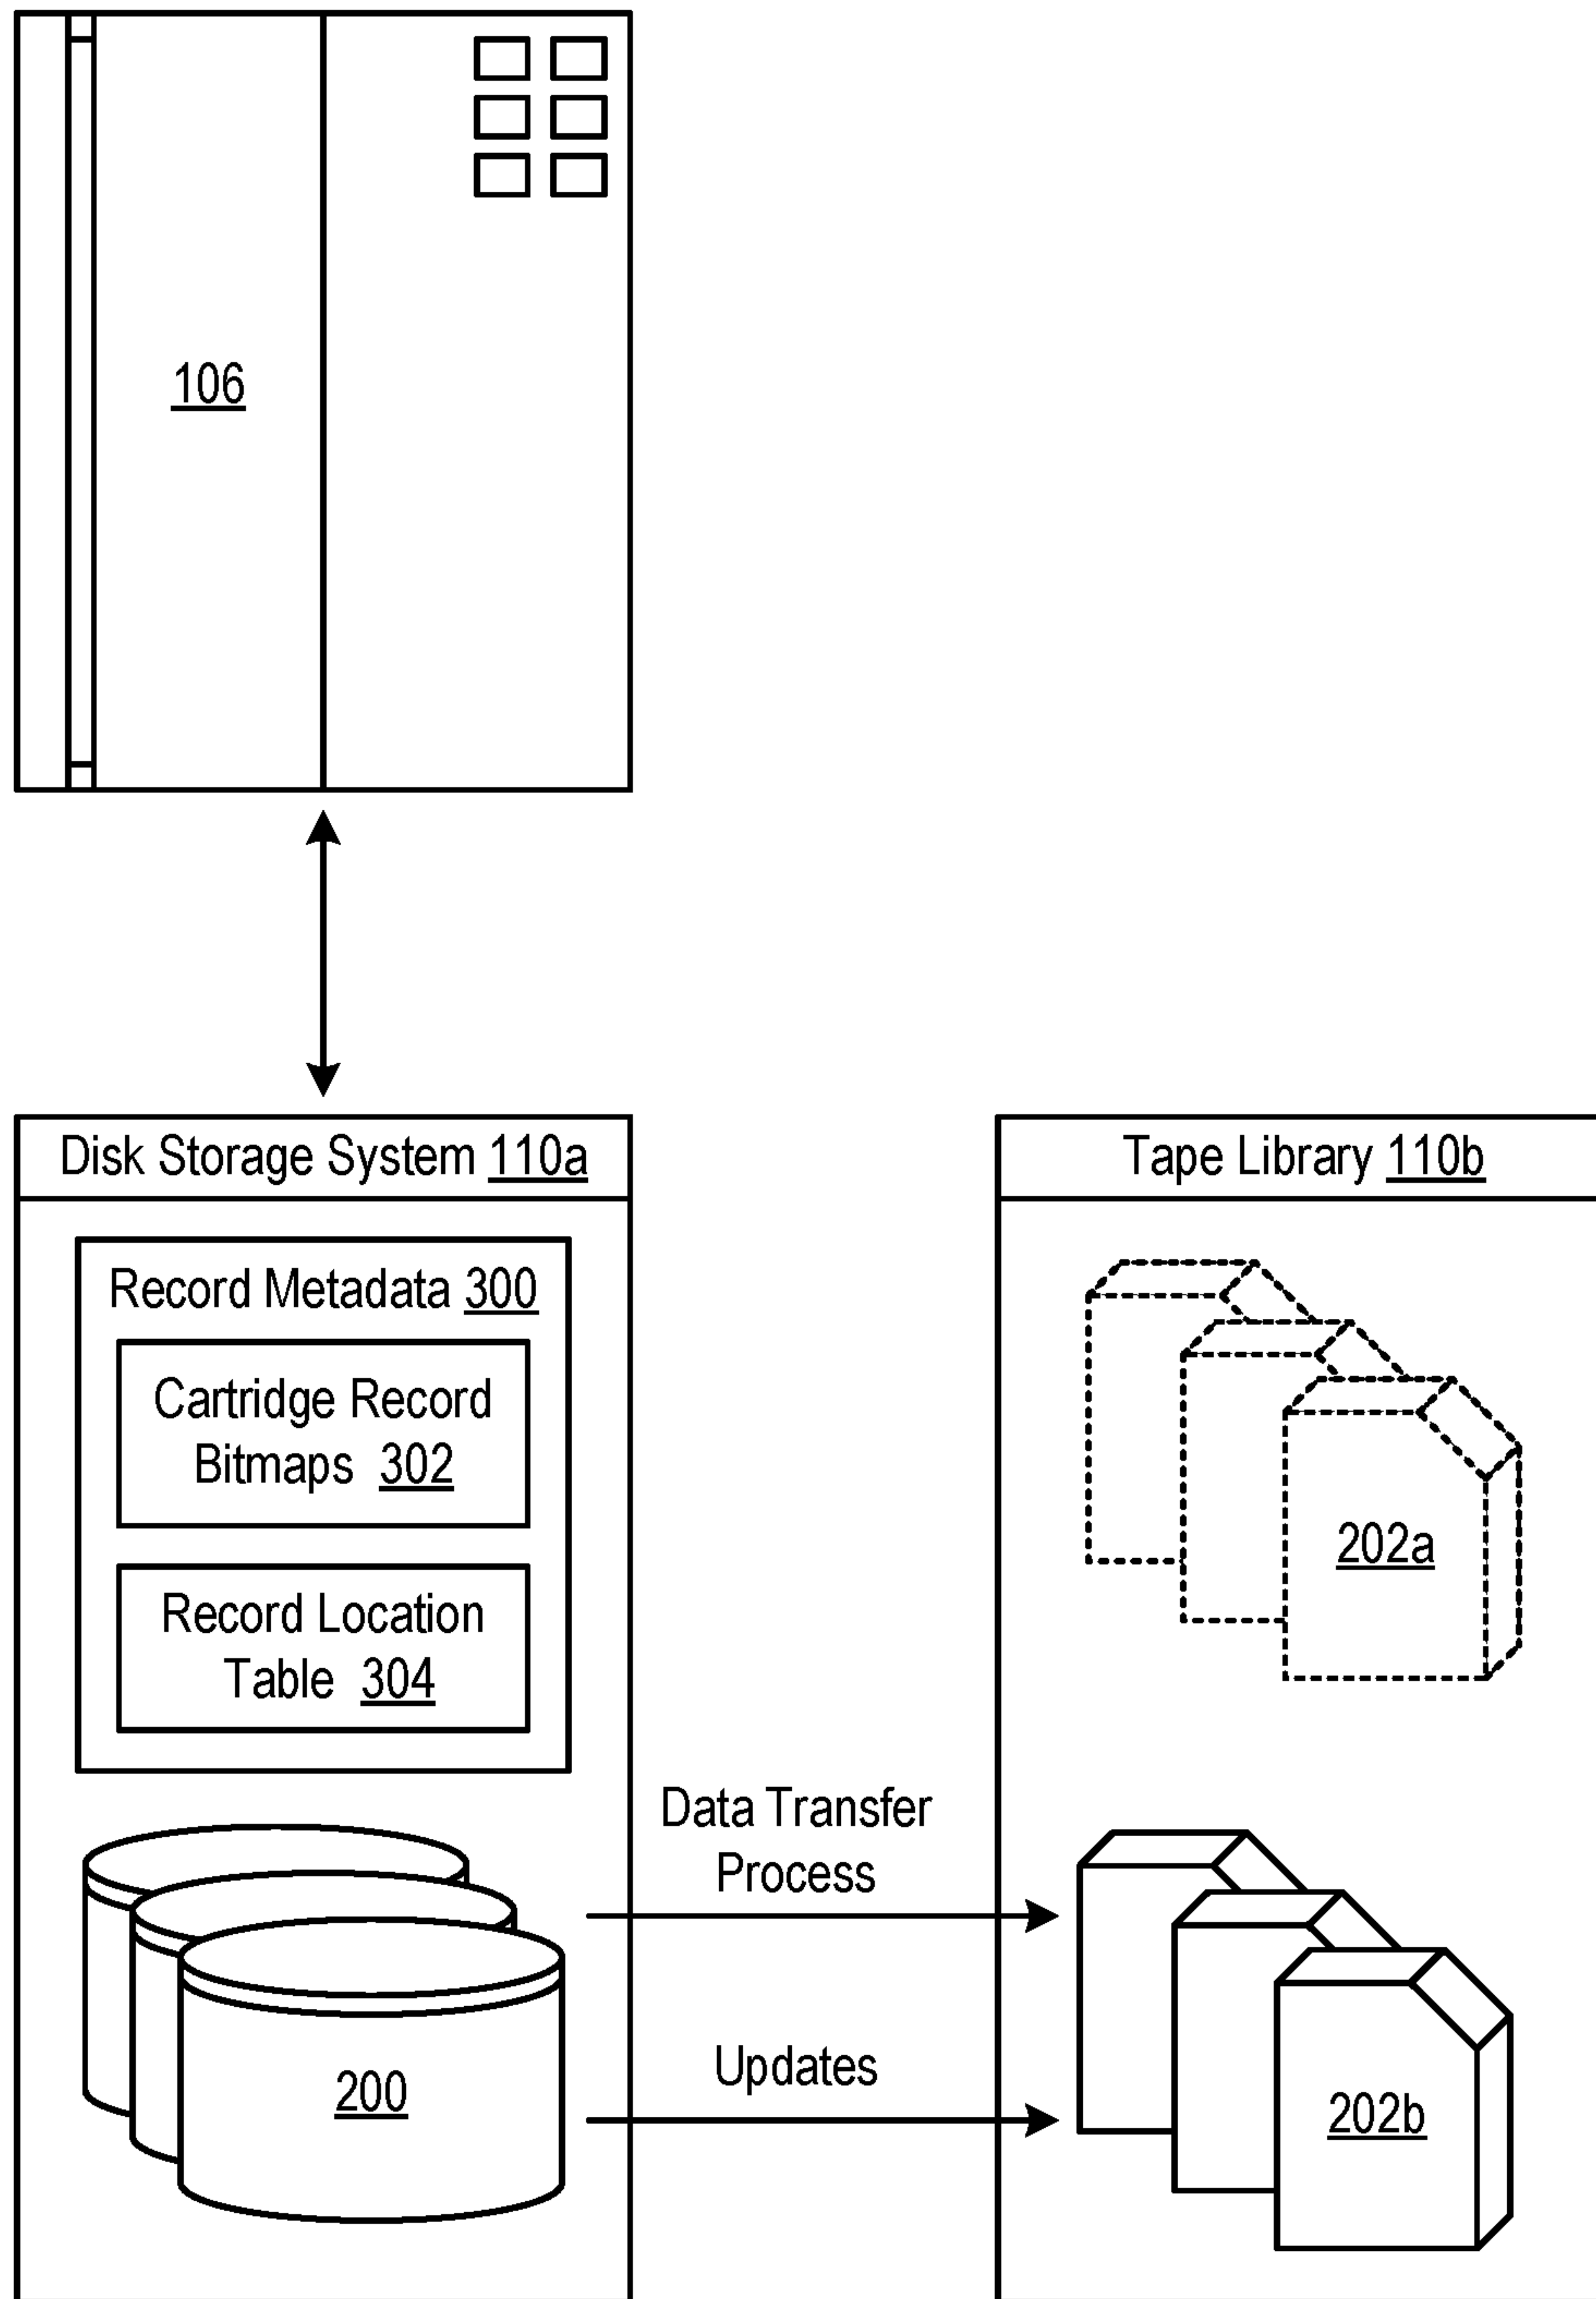 106
Disk Storage System 110a
Tape Library 110b
Record Metadata 300
Cartridge Record
Bitmaps 302
Record Location
Table 304
202a
Data Transfer
Process
Updates
200
202b